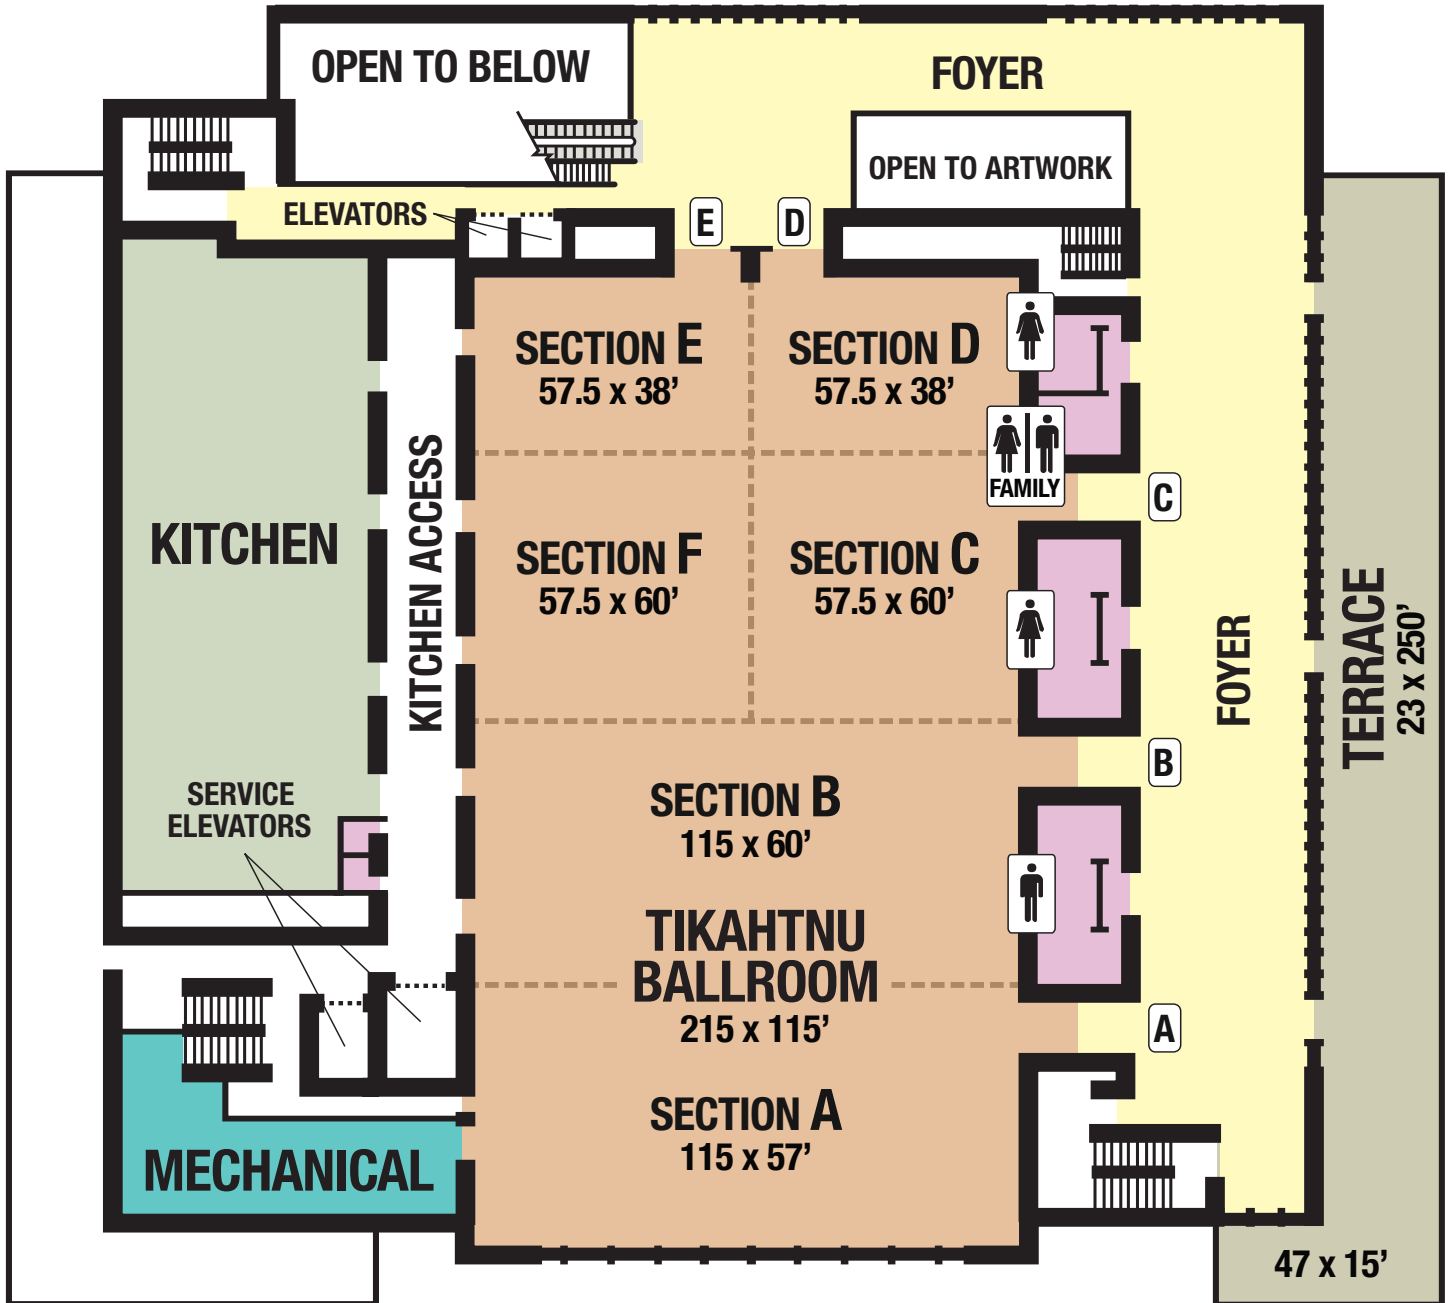 OPEN TO BELOW
FOYER
OPEN TO ARTWORK
ELEVATORS
E
D
SECTION E
57.5 x 38’
SECTION D
57.5 x 38’
FAMILY
C
KITCHEN
KITCHEN ACCESS
SECTION F
57.5 x 60’
SECTION C
57.5 x 60’
FOYER
TERRACE
23 x 250’
B
SERVICE
ELEVATORS
SECTION B
115 x 60’
TIKAHTNU
BALLROOM
215 x 115’
A
SECTION A
115 x 57’
MECHANICAL
47 x 15’